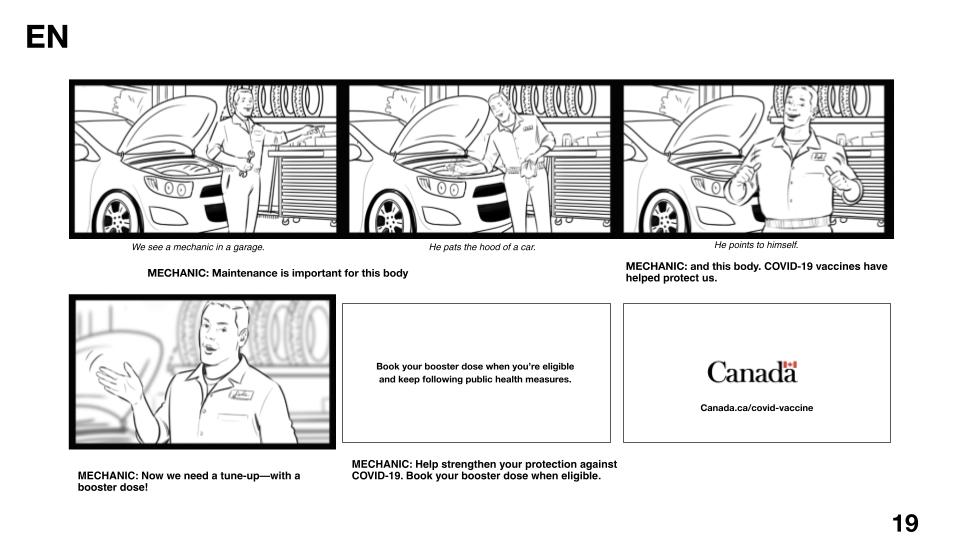 EN
We see a mechanic in a garage.
He pats the hood of a car.
He points to himself.
MECHANIC: Maintenance is important for this body
MECHANIC: and this body. COVID-19 vaccines have
helped protect us.
Book your booster dose when you're eligible
and keep following public health measures.
Canada
Canada.ca/covid-vaccine
MECHANIC: Now we need a tune-up—with a
booster dose!
MECHANIC: Help strengthen your protection against
COVID-19. Book your booster dose when eligible.
19